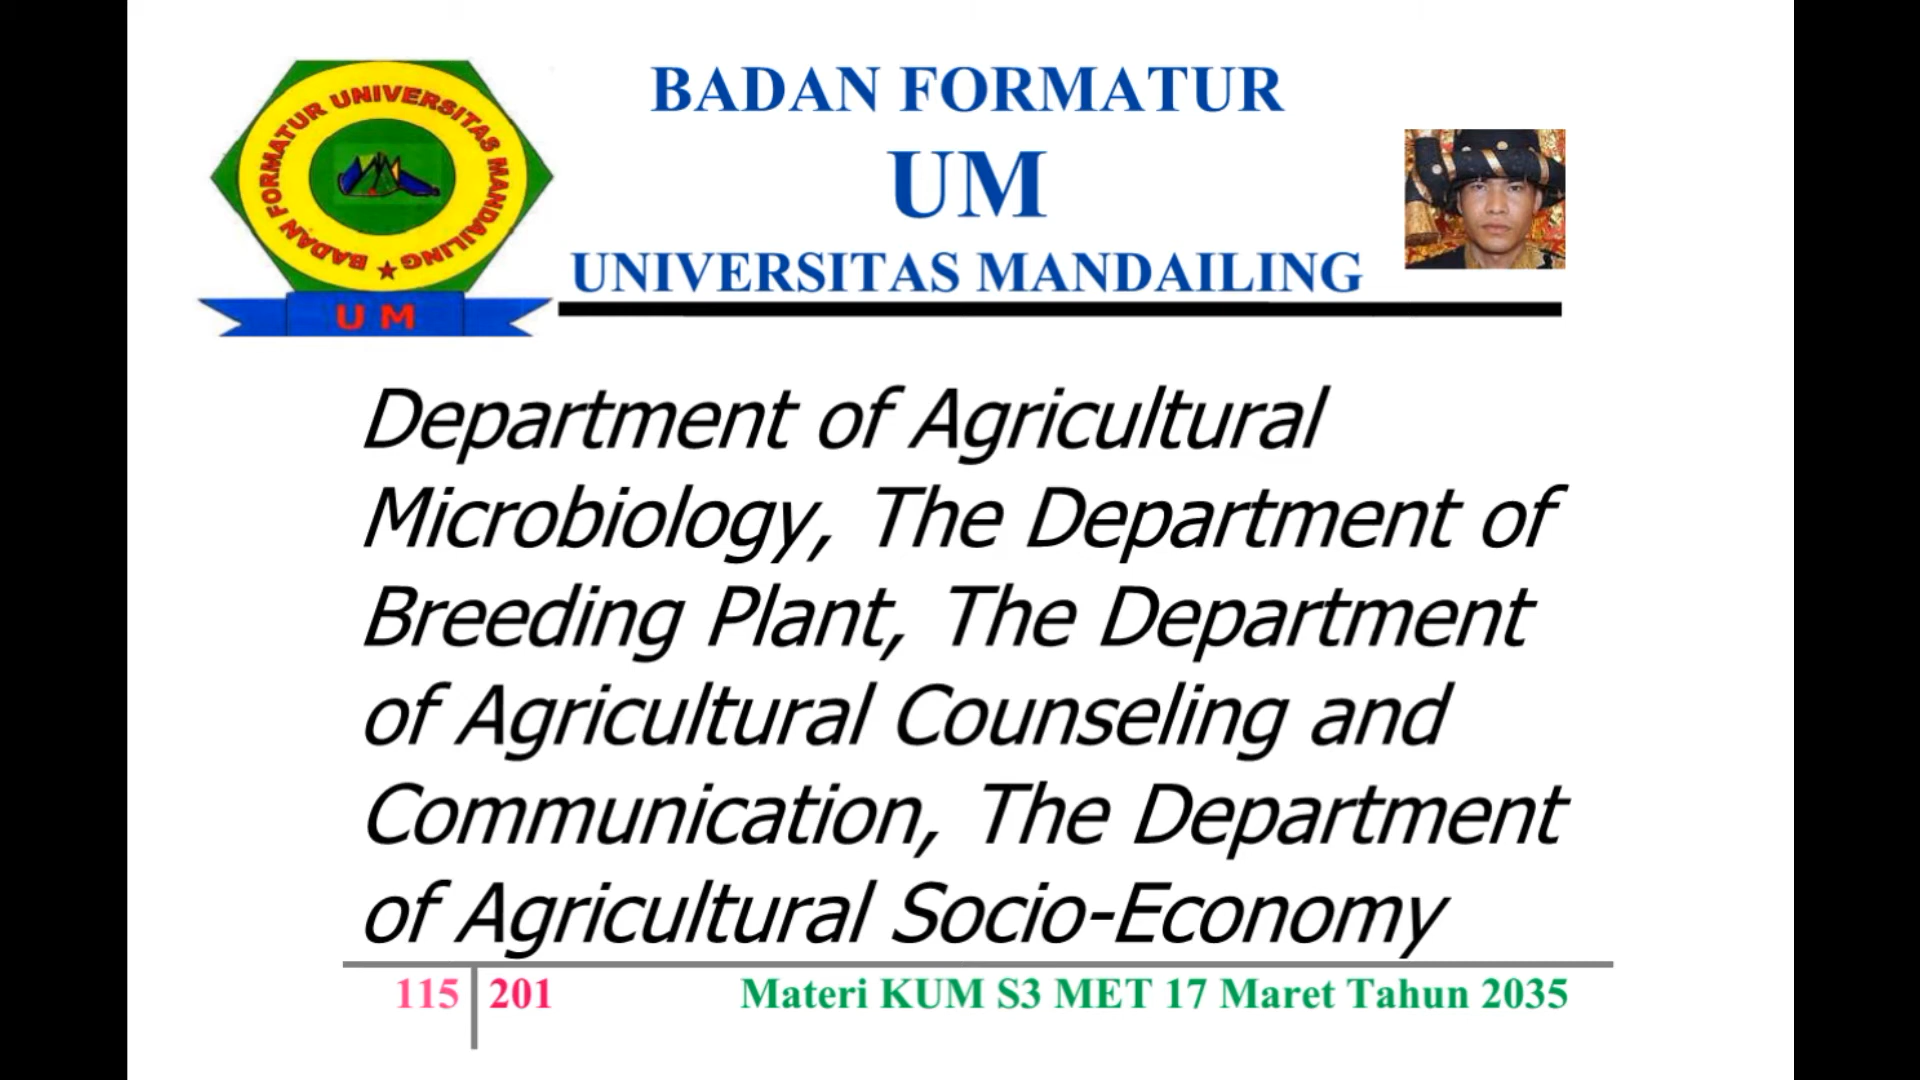 BADAN FORMATUR UNIVERSITAS MANDAILING
U M
BADAN FORMATUR
UM
UNIVERSITAS MANDAILING
Department of Agricultural
Microbiology, The Department of
Breeding Plant, The Department
of Agricultural Counseling and
Communication, The Department
of Agricultural Socio-Economy
115 201 Materi KUM S3 MET 17 Maret Tahun 2035